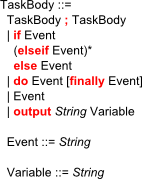 TaskBody ::=
TaskBody ; TaskBody
| if Event
(elseif Event)*
else Event
| do Event [finally Event]
| Event
| output String Variable
Event ::= String
Variable ::= String